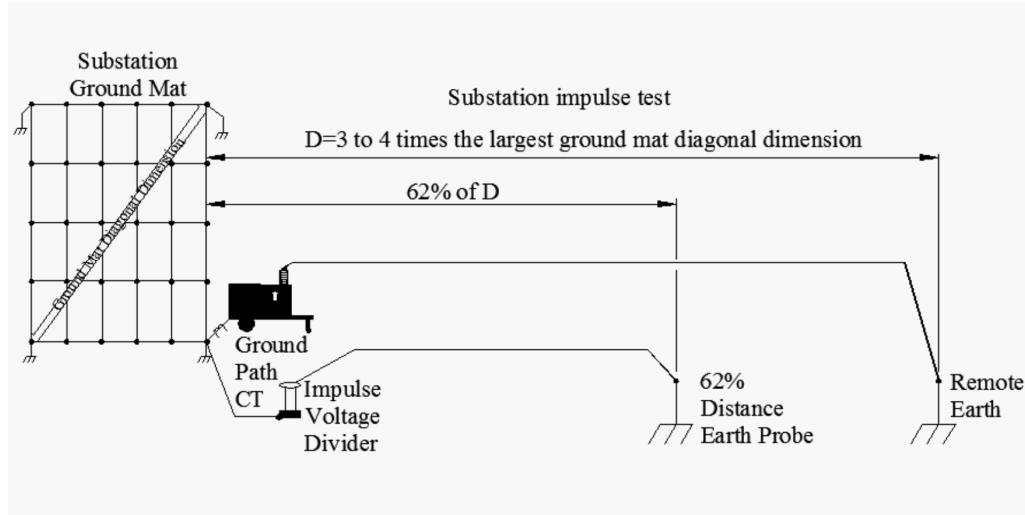 Substation
Ground Mat
Substation impulse test
D=3 to 4 times the largest ground mat diagonal dimension
62% of D
Ground Mat Diagonal Dimension
Ground
Path
CT
Impulse
Voltage
Divider
62%
Distance
Earth Probe
Remote
Earth